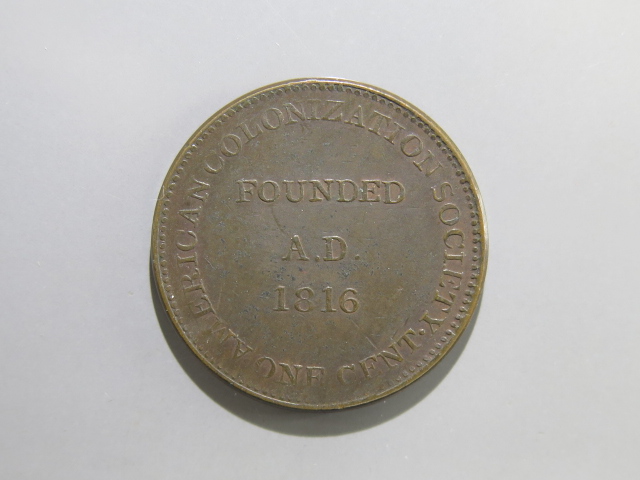 AMERICAN COLONIZATION SOCIETY.
ONE CENT.
FOUNDED
A.D.
1816